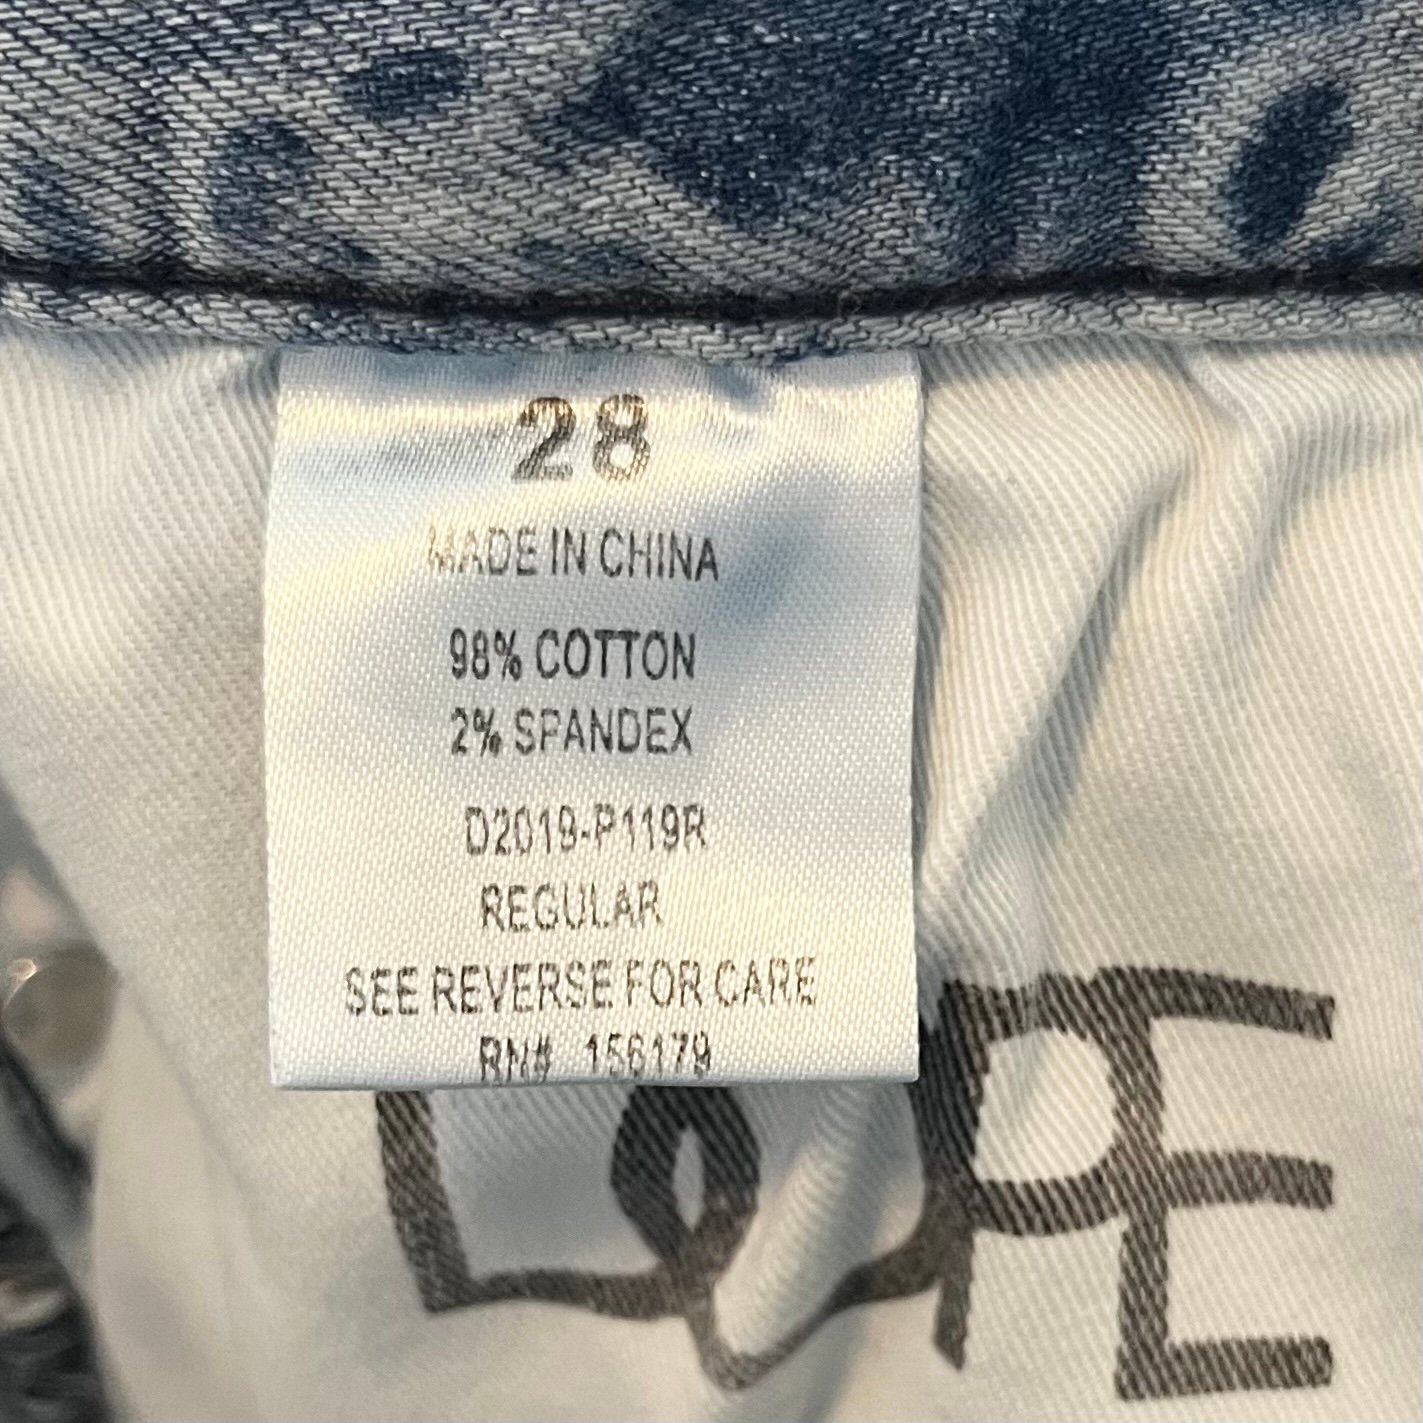 28
MADE IN CHINA
98% COTTON
2% SPANDEX
D2019-P119R
REGULAR
SEE REVERSE FOR CARE
RN# 156179